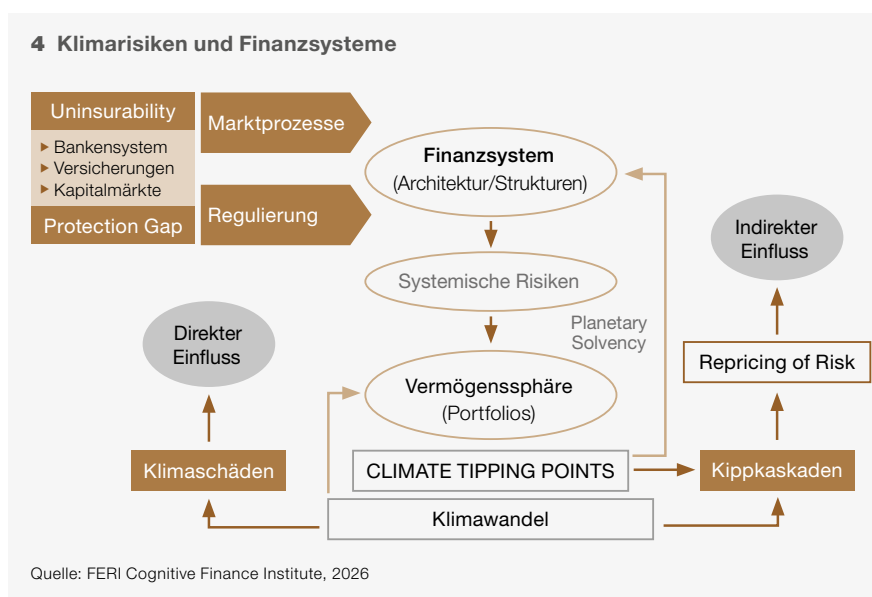 4 Klimarisiken und Finanzsysteme
Uninsurability
▸ Bankensystem
▸ Versicherungen
▸ Kapitalmärkte
Protection Gap
Marktprozesse
Regulierung
Finanzsystem
(Architektur/Strukturen)
Systemische Risiken
Planetary
Solvency
Vermögenssphäre
(Portfolios)
Direkter
Einfluss
Indirekter
Einfluss
Repricing of Risk
Klimaschäden
CLIMATE TIPPING POINTS
Kippkaskaden
Klimawandel
Quelle: FERI Cognitive Finance Institute, 2026